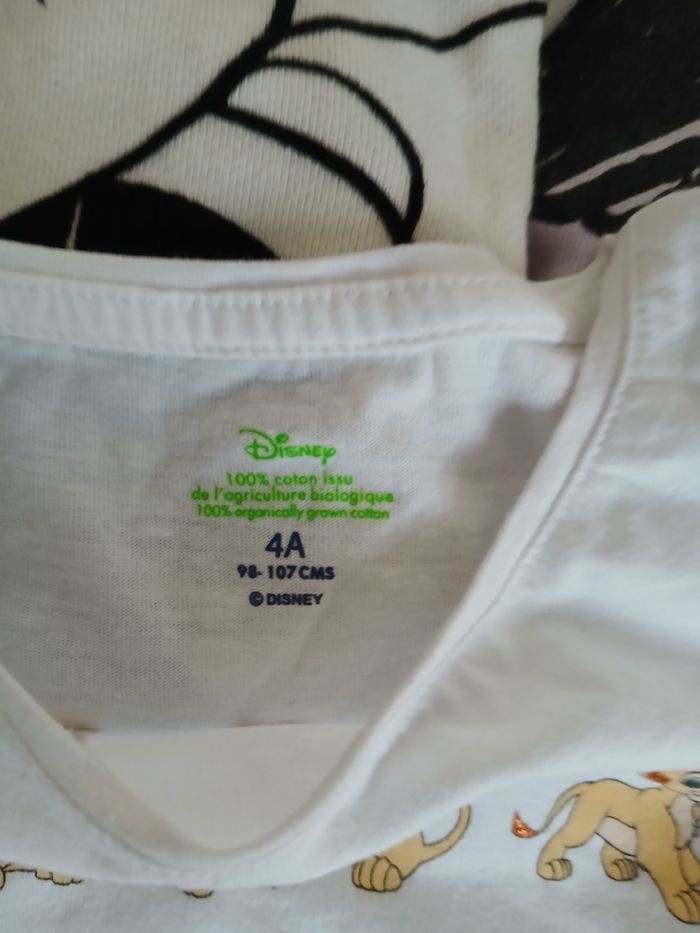 Disney
100% coton issu
de l'agriculture biologique
100% organically grown cotton
4A
98-107 CMS
© DISNEY